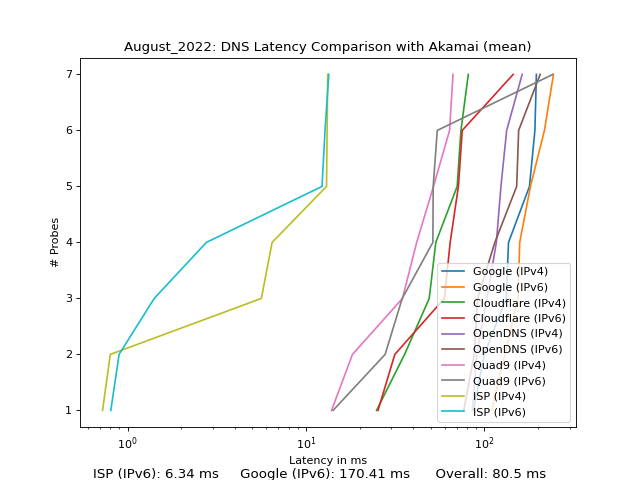 August_2022: DNS Latency Comparison with Akamai (mean)
7
6
5
4
3
2
1
# Probes
Google (IPv4)
Google (IPv6)
Cloudflare (IPv4)
Cloudflare (IPv6)
OpenDNS (IPv4)
OpenDNS (IPv6)
Quad9 (IPv4)
Quad9 (IPv6)
ISP (IPv4)
ISP (IPv6)
10⁰ 10¹ 10²
Latency in ms
ISP (IPv6): 6.34 ms Google (IPv6): 170.41 ms Overall: 80.5 ms